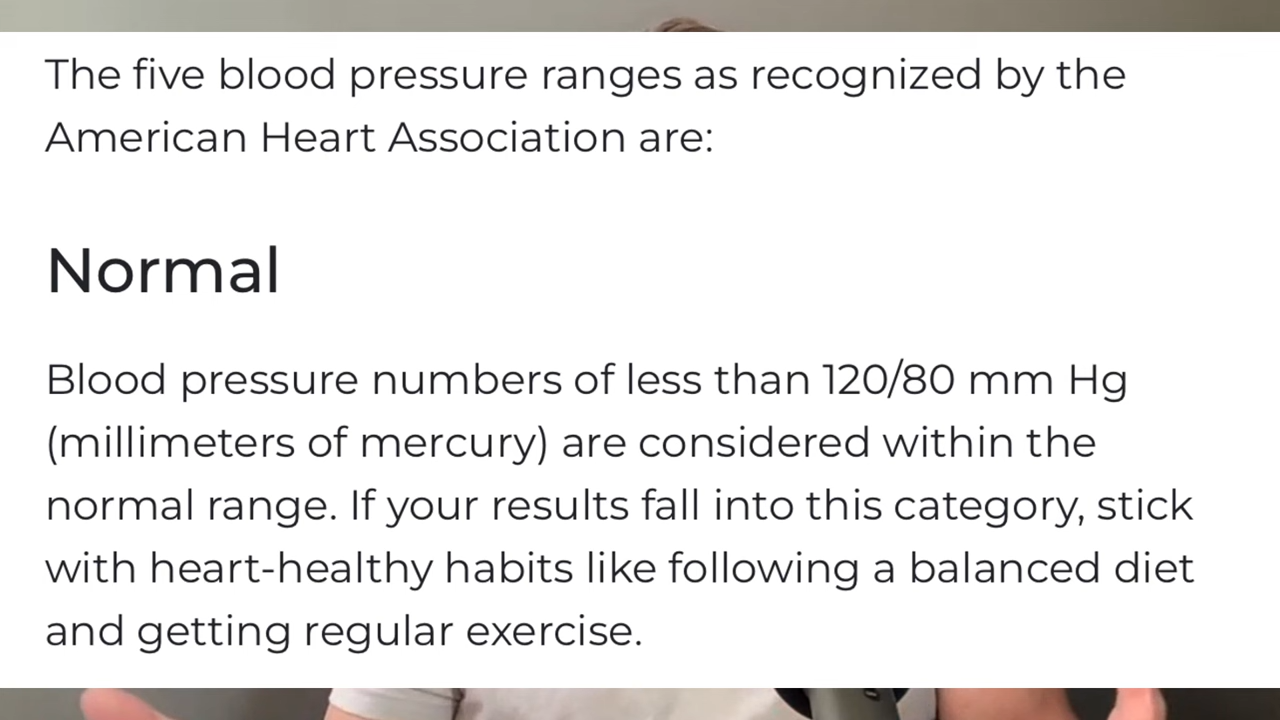 The five blood pressure ranges as recognized by the
American Heart Association are:
Normal
Blood pressure numbers of less than 120/80 mm Hg
(millimeters of mercury) are considered within the
normal range. If your results fall into this category, stick
with heart-healthy habits like following a balanced diet
and getting regular exercise.